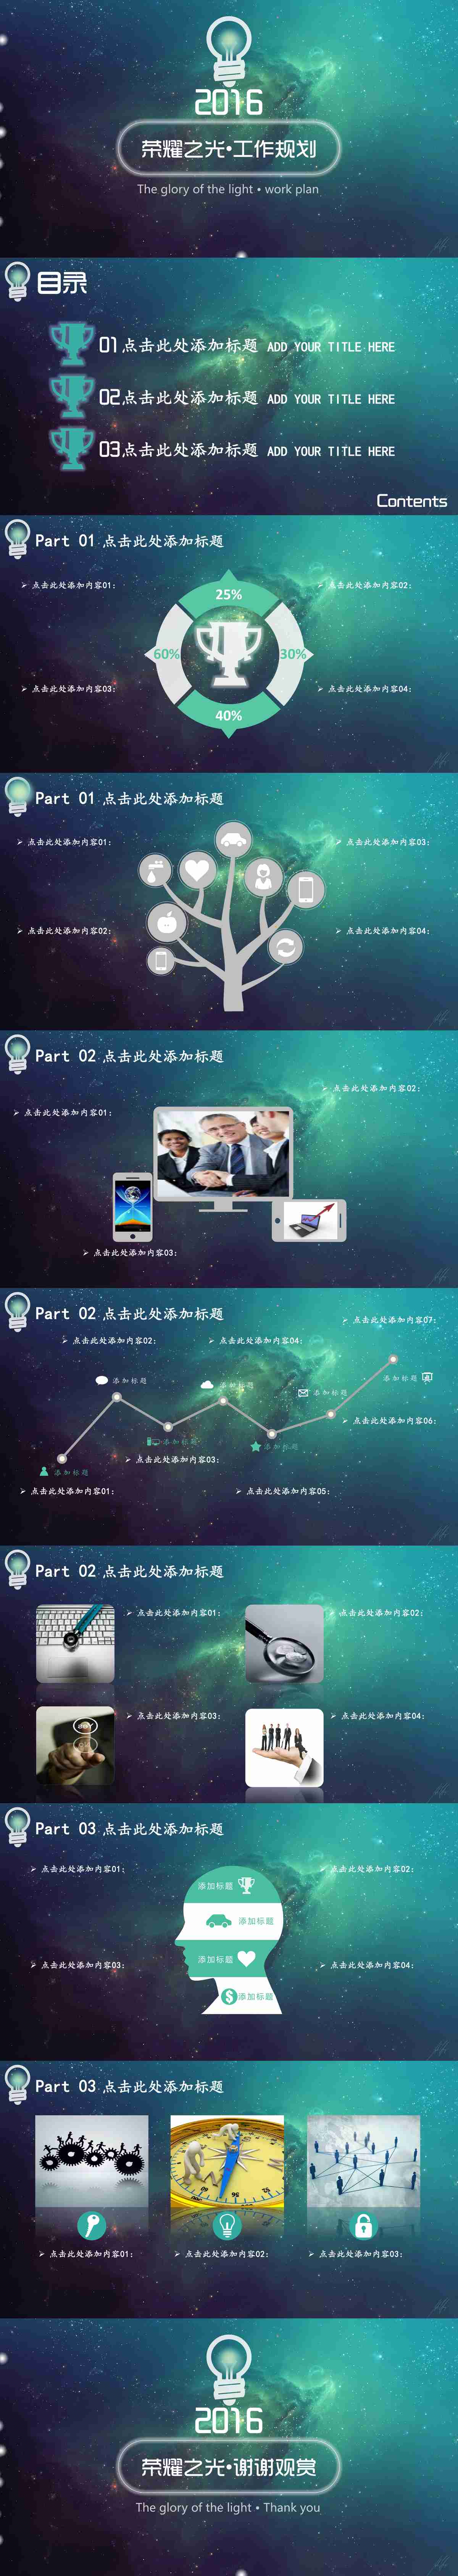 2016
荣耀之光•工作规划
The glory of the light • work plan
目录
01 点击此处添加标题 ADD YOUR TITLE HERE
02 点击此处添加标题 ADD YOUR TITLE HERE
03 点击此处添加标题 ADD YOUR TITLE HERE
Contents
Part 01 点击此处添加标题
➢ 点击此处添加内容01:
➢ 点击此处添加内容02:
25%
60%
30%
➢ 点击此处添加内容03:
➢ 点击此处添加内容04:
40%
Part 01 点击此处添加标题
➢ 点击此处添加内容01:
➢ 点击此处添加内容03:
➢ 点击此处添加内容02:
➢ 点击此处添加内容04:
Part 02 点击此处添加标题
➢ 点击此处添加内容02:
➢ 点击此处添加内容01:
➢ 点击此处添加内容03:
Part 02 点击此处添加标题
➢ 点击此处添加内容07:
➢ 点击此处添加内容02:
➢ 点击此处添加内容04:
添加标题
添加标题
添加标题
添加标题
➢ 点击此处添加内容06:
添加标题
添加标题
➢ 点击此处添加内容03:
添加标题
➢ 点击此处添加内容01:
➢ 点击此处添加内容05:
Part 02 点击此处添加标题
➢ 点击此处添加内容01:
➢ 点击此处添加内容02:
➢ 点击此处添加内容03:
➢ 点击此处添加内容04:
Part 03 点击此处添加标题
➢ 点击此处添加内容01:
➢ 点击此处添加内容02:
添加标题
添加标题
添加标题
➢ 点击此处添加内容03:
➢ 点击此处添加内容04:
添加标题
Part 03 点击此处添加标题
➢ 点击此处添加内容01:
➢ 点击此处添加内容02:
➢ 点击此处添加内容03:
2016
荣耀之光•谢谢观赏
The glory of the light • Thank you